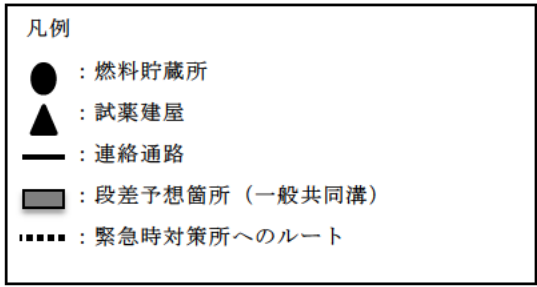 凡例
：燃料貯蔵所
：試薬建屋
：連絡通路
：段差予想箇所（一般共同溝）
：緊急時対策所へのルート